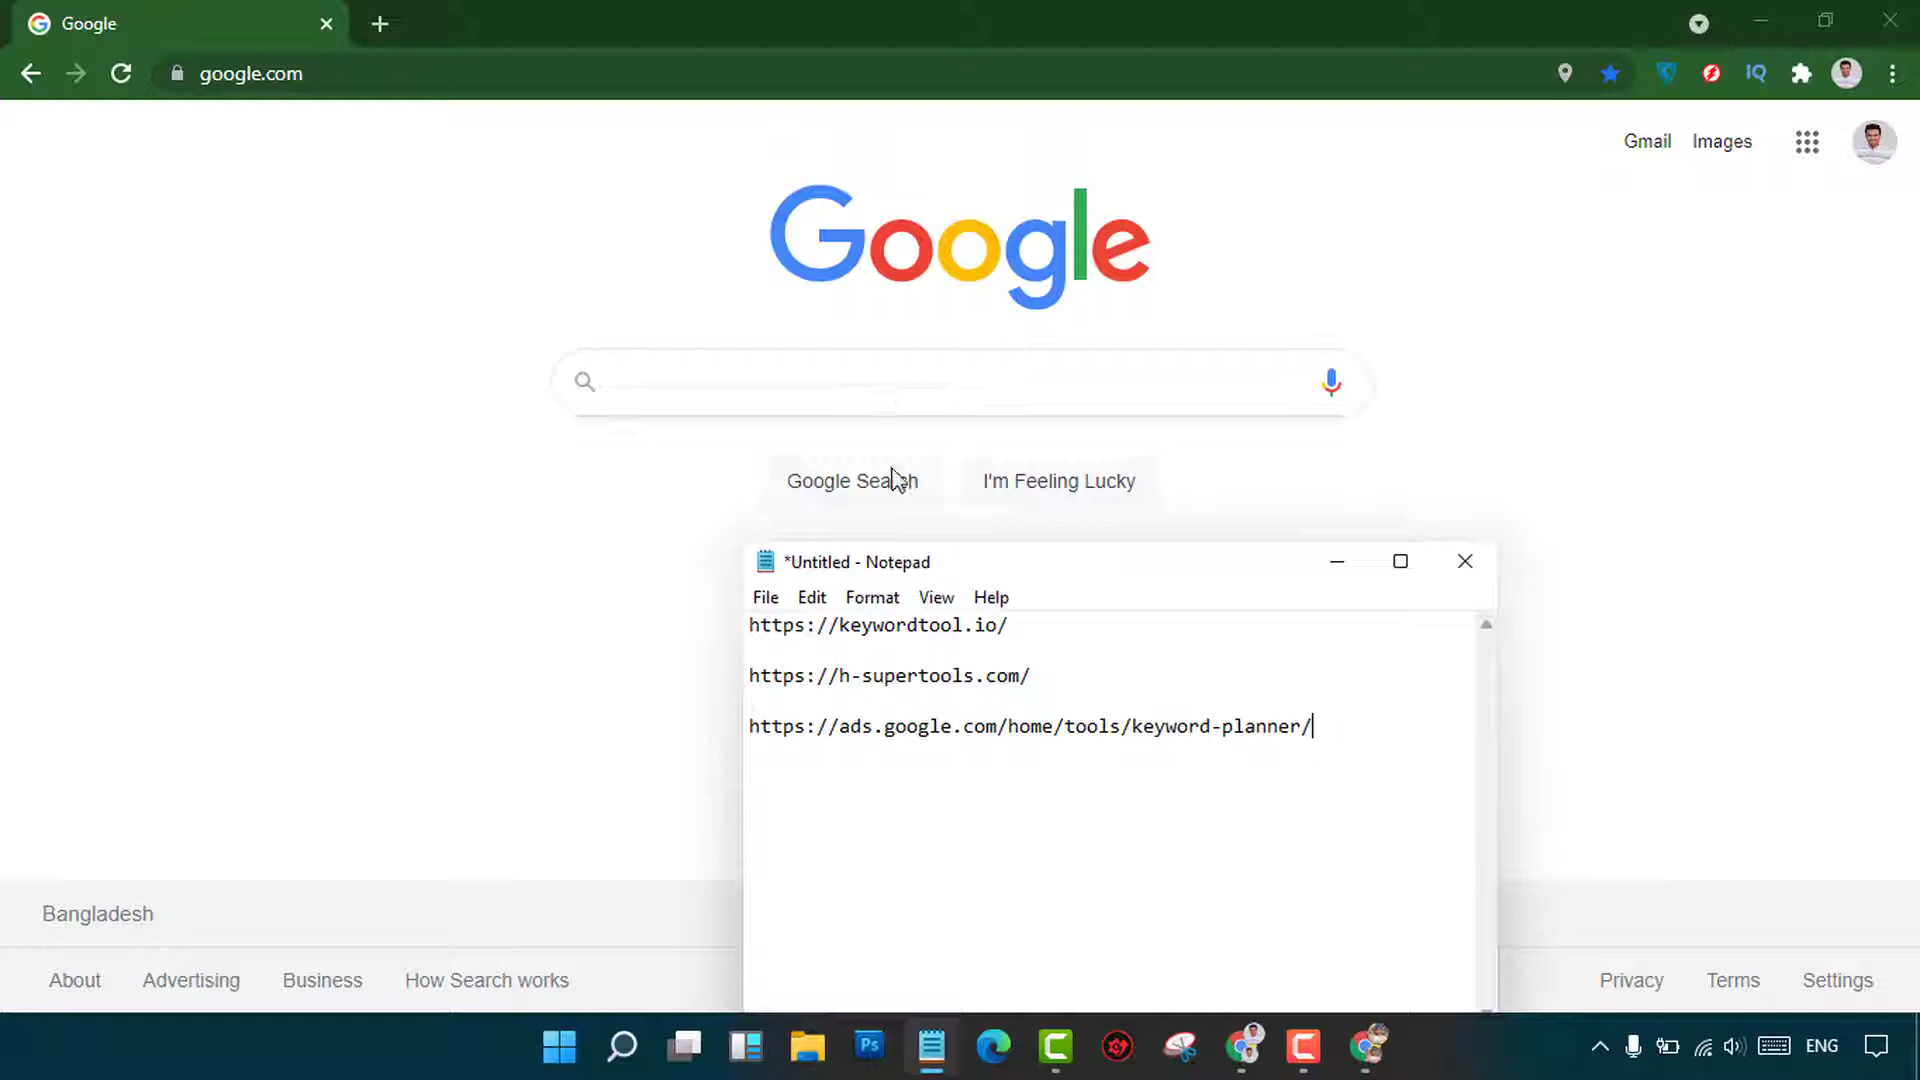 Google
google.com
IQ
Gmail Images
Google
Google Search I'm Feeling Lucky
*Untitled - Notepad
File Edit Format View Help
https://keywordtool.io/
https://h-supertools.com/
https://ads.google.com/home/tools/keyword-planner/
Bangladesh
About Advertising Business How Search works
Privacy Terms Settings
Ps
ENG